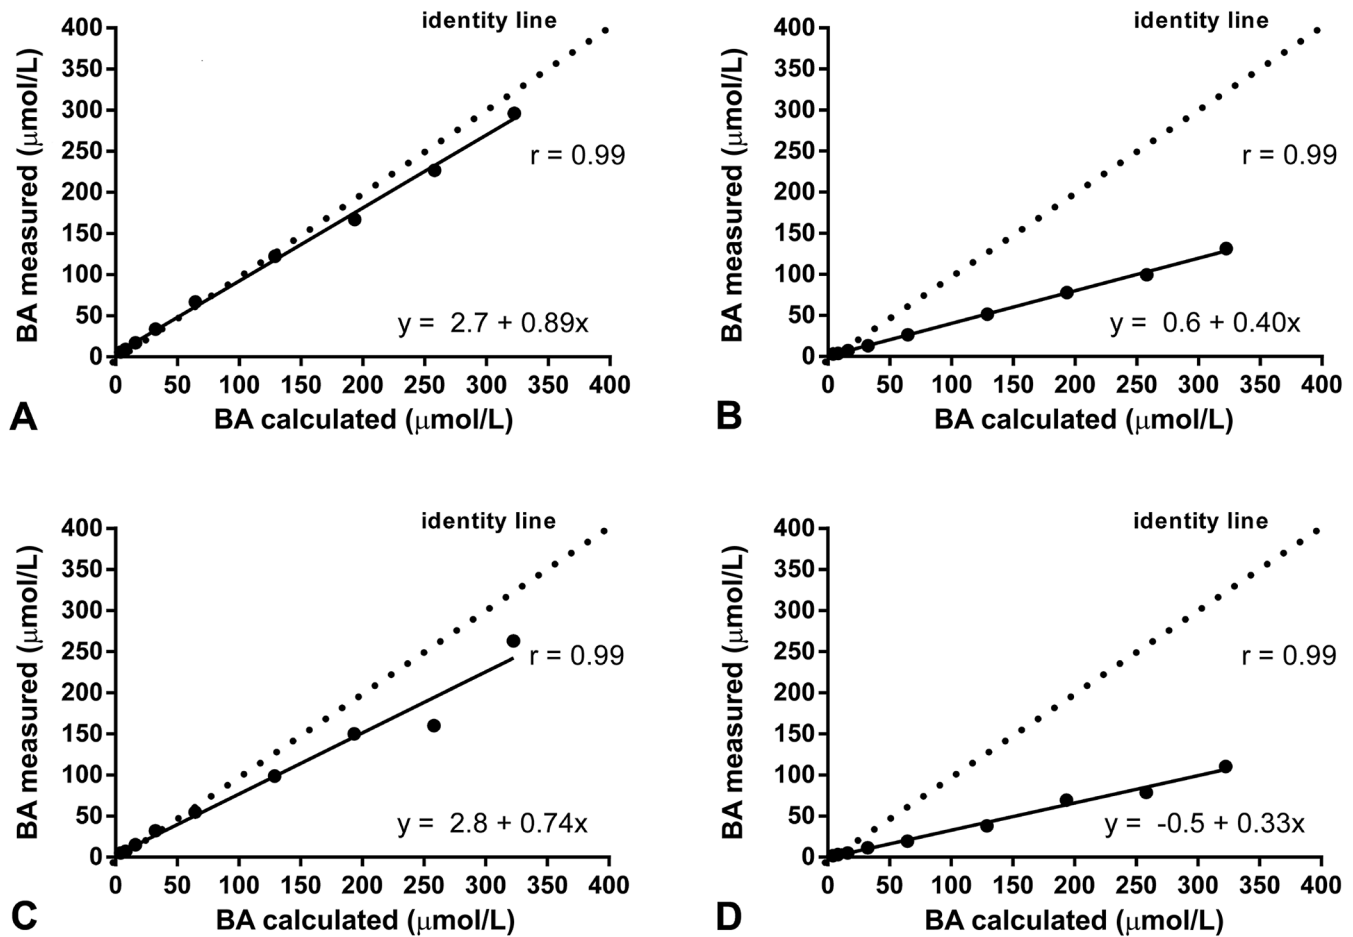 identity line
BA measured (μmol/L)
400
350
300
250
200
150
100
50
0
r = 0.99
y = 2.7 + 0.89x
0 50 100 150 200 250 300 350 400
BA calculated (μmol/L)
A
identity line
BA measured (μmol/L)
400
350
300
250
200
150
100
50
0
r = 0.99
y = 0.6 + 0.40x
0 50 100 150 200 250 300 350 400
BA calculated (μmol/L)
B
identity line
BA measured (μmol/L)
400
350
300
250
200
150
100
50
0
r = 0.99
y = 2.8 + 0.74x
0 50 100 150 200 250 300 350 400
BA calculated (μmol/L)
C
identity line
BA measured (μmol/L)
400
350
300
250
200
150
100
50
0
r = 0.99
y = -0.5 + 0.33x
0 50 100 150 200 250 300 350 400
BA calculated (μmol/L)
D